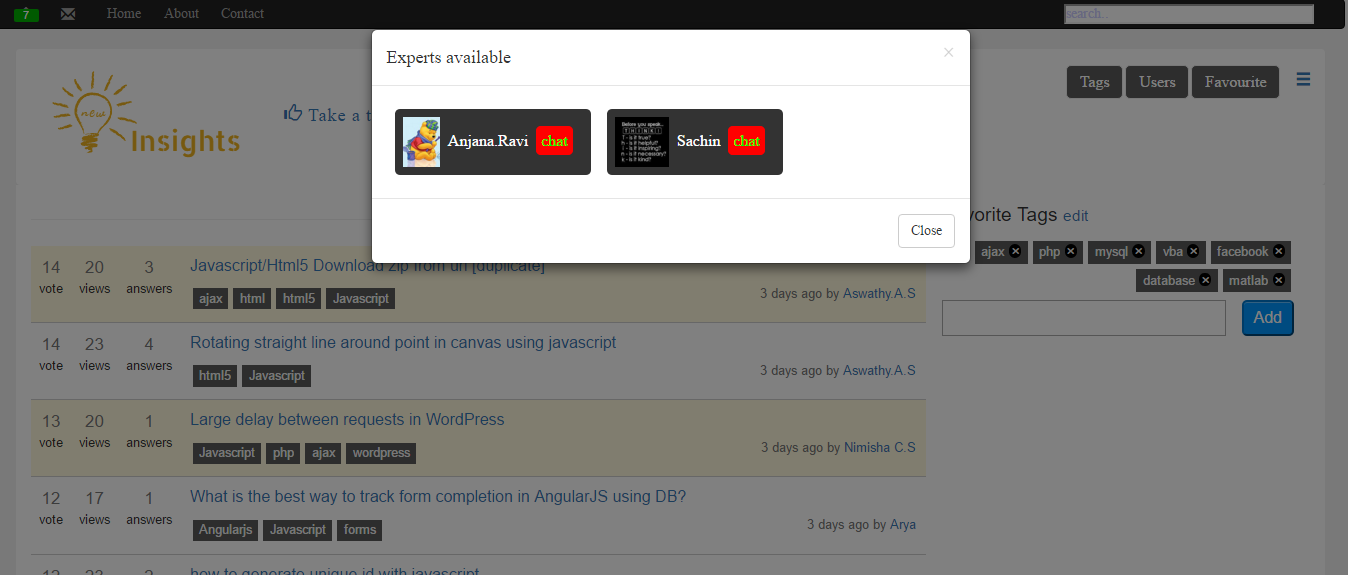 7 Home About Contact search..
Experts available ×
new
Insights
Take a t
Tags Users Favourite
Anjana.Ravi chat
Before you speak..
T H I N K !
T - is it true?
h - is it helpful?
i - is it inspiring?
n - is it necessary?
k - is it kind?
Sachin chat
Close
vorite Tags edit
ajax php mysql vba facebook
database matlab
Add
14 20 3 Javascript/Html5 Download zip from url [duplicate]
vote views answers
ajax html html5 Javascript 3 days ago by Aswathy.A.S
14 23 4 Rotating straight line around point in canvas using javascript
vote views answers
html5 Javascript 3 days ago by Aswathy.A.S
13 20 1 Large delay between requests in WordPress
vote views answers
Javascript php ajax wordpress 3 days ago by Nimisha C.S
12 17 1 What is the best way to track form completion in AngularJS using DB?
vote views answers
Angularjs Javascript forms 3 days ago by Arya
12 23 2 how to generate unique id with javascript